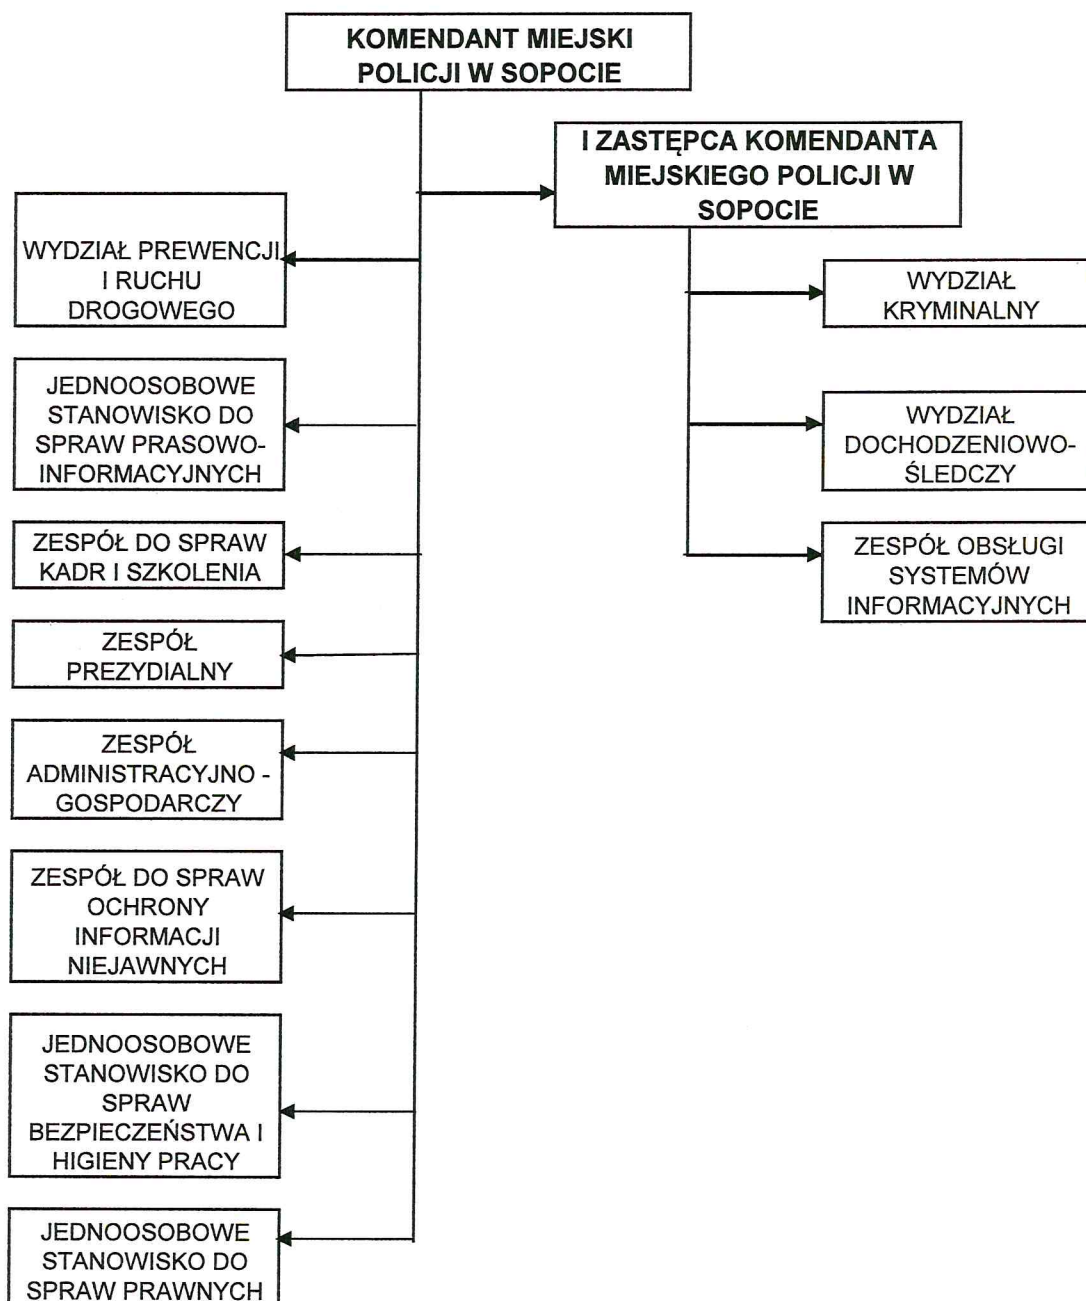 KOMENDANT MIEJSKI
POLICJI W SOPOCIE
I ZASTĘPCA KOMENDANTA
MIEJSKIEGO POLICJI W
SOPOCIE
WYDZIAŁ PREWENCJI
I RUCHU
DROGOWEGO
JEDNOOSOBOWE
STANOWISKO DO
SPRAW PRASOWO-
INFORMACYJNYCH
ZESPÓŁ DO SPRAW
KADR I SZKOLENIA
ZESPÓŁ
PREZYDIALNY
ZESPÓŁ
ADMINISTRACYJNO -
GOSPODARCZY
ZESPÓŁ DO SPRAW
OCHRONY
INFORMACJI
NIEJAWNYCH
JEDNOOSOBOWE
STANOWISKO DO
SPRAW
BEZPIECZEŃSTWA I
HIGIENY PRACY
JEDNOOSOBOWE
STANOWISKO DO
SPRAW PRAWNYCH
WYDZIAŁ
KRYMINALNY
WYDZIAŁ
DOCHODZENIOWO-
ŚLEDCZY
ZESPÓŁ OBSŁUGI
SYSTEMÓW
INFORMACYJNYCH